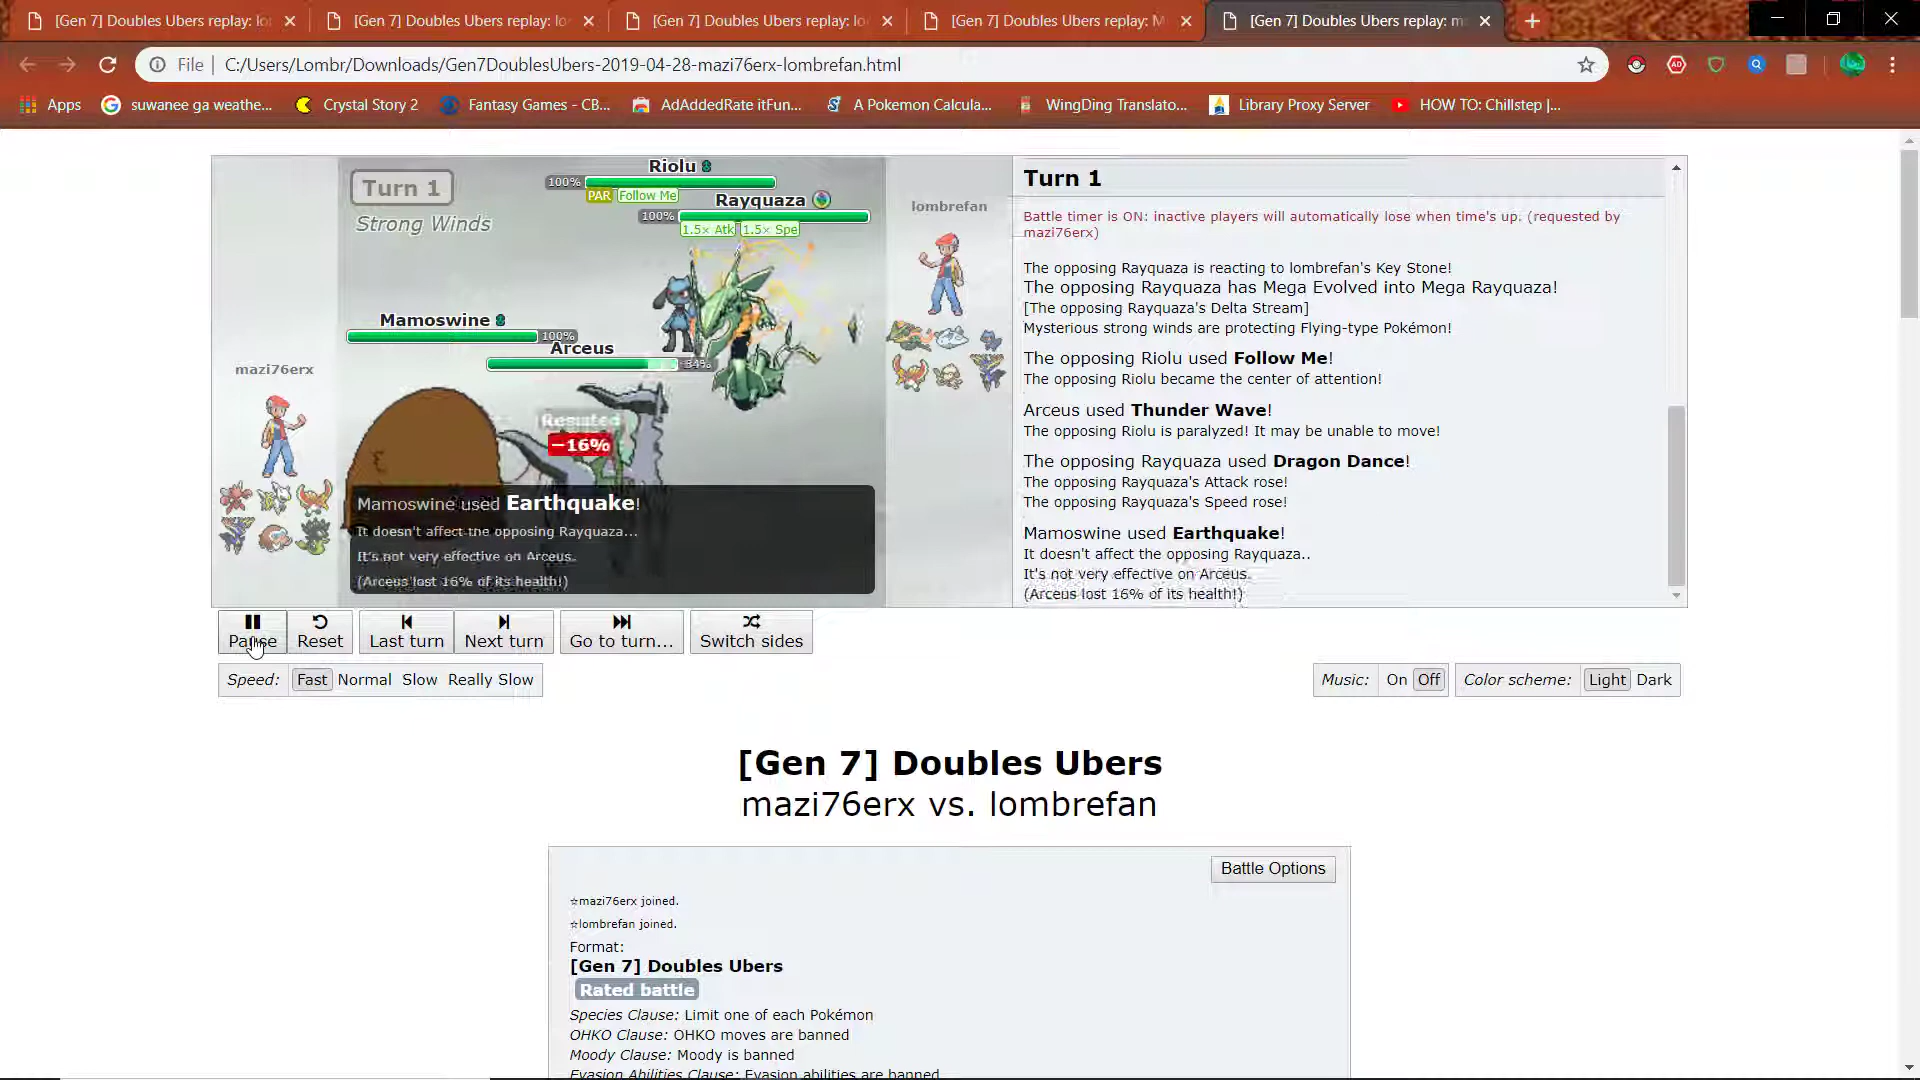 [Gen 7] Doubles Ubers replay: lo
[Gen 7] Doubles Ubers replay: lo
[Gen 7] Doubles Ubers replay: lo
[Gen 7] Doubles Ubers replay: M
[Gen 7] Doubles Ubers replay: m
File | C:/Users/Lombr/Downloads/Gen7DoublesUbers-2019-04-28-mazi76erx-lombrefan.html
Apps
suwanee ga weathe...
Crystal Story 2
Fantasy Games - CB...
AdAddedRate itFun...
A Pokemon Calcula...
WingDing Translato...
Library Proxy Server
HOW TO: Chillstep |...
Turn 1
Strong Winds
Riolu
100%
PAR Follow Me
Rayquaza
100%
1.5× Atk 1.5× Spe
Mamoswine
100%
Arceus
84%
mazi76erx
lombrefan
Resisted
−16%
Mamoswine used Earthquake!
It doesn't affect the opposing Rayquaza...
It's not very effective on Arceus.
(Arceus lost 16% of its health!)
Turn 1
Battle timer is ON: inactive players will automatically lose when time's up. (requested by
mazi76erx)
The opposing Rayquaza is reacting to lombrefan's Key Stone!
The opposing Rayquaza has Mega Evolved into Mega Rayquaza!
[The opposing Rayquaza's Delta Stream]
Mysterious strong winds are protecting Flying-type Pokémon!
The opposing Riolu used Follow Me!
The opposing Riolu became the center of attention!
Arceus used Thunder Wave!
The opposing Riolu is paralyzed! It may be unable to move!
The opposing Rayquaza used Dragon Dance!
The opposing Rayquaza's Attack rose!
The opposing Rayquaza's Speed rose!
Mamoswine used Earthquake!
It doesn't affect the opposing Rayquaza..
It's not very effective on Arceus.
(Arceus lost 16% of its health!)
Pause
Reset
Last turn
Next turn
Go to turn...
Switch sides
Speed: Fast Normal Slow Really Slow
Music: On Off
Color scheme: Light Dark
[Gen 7] Doubles Ubers
mazi76erx vs. lombrefan
Battle Options
☆mazi76erx joined.
☆lombrefan joined.
Format:
[Gen 7] Doubles Ubers
Rated battle
Species Clause: Limit one of each Pokémon
OHKO Clause: OHKO moves are banned
Moody Clause: Moody is banned
Evasion Abilities Clause: Evasion abilities are banned